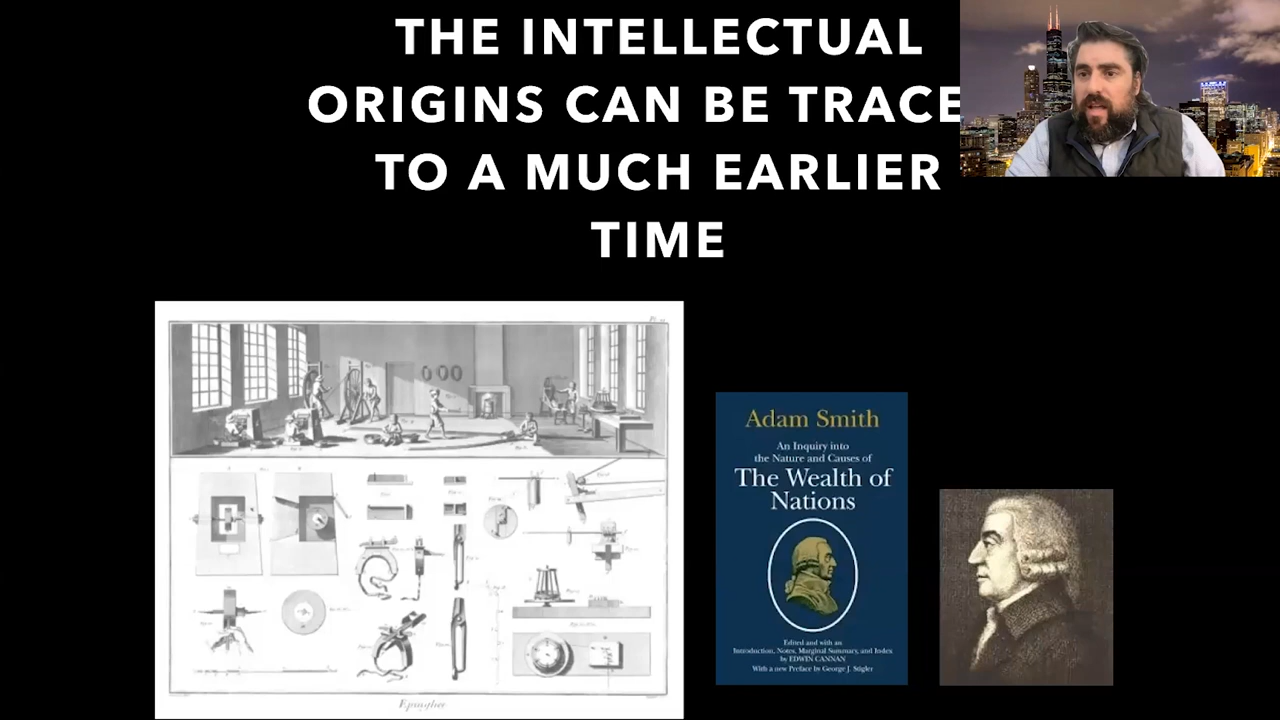 THE INTELLECTUAL
ORIGINS CAN BE TRACE
TO A MUCH EARLIER
TIME
Adam Smith
An Inquiry into
the Nature and Causes of
The Wealth of
Nations
Edited and with an
Introduction, Notes, Marginal Summary, and Index
by EDWIN CANNAN
With a new Preface by George J. Stigler